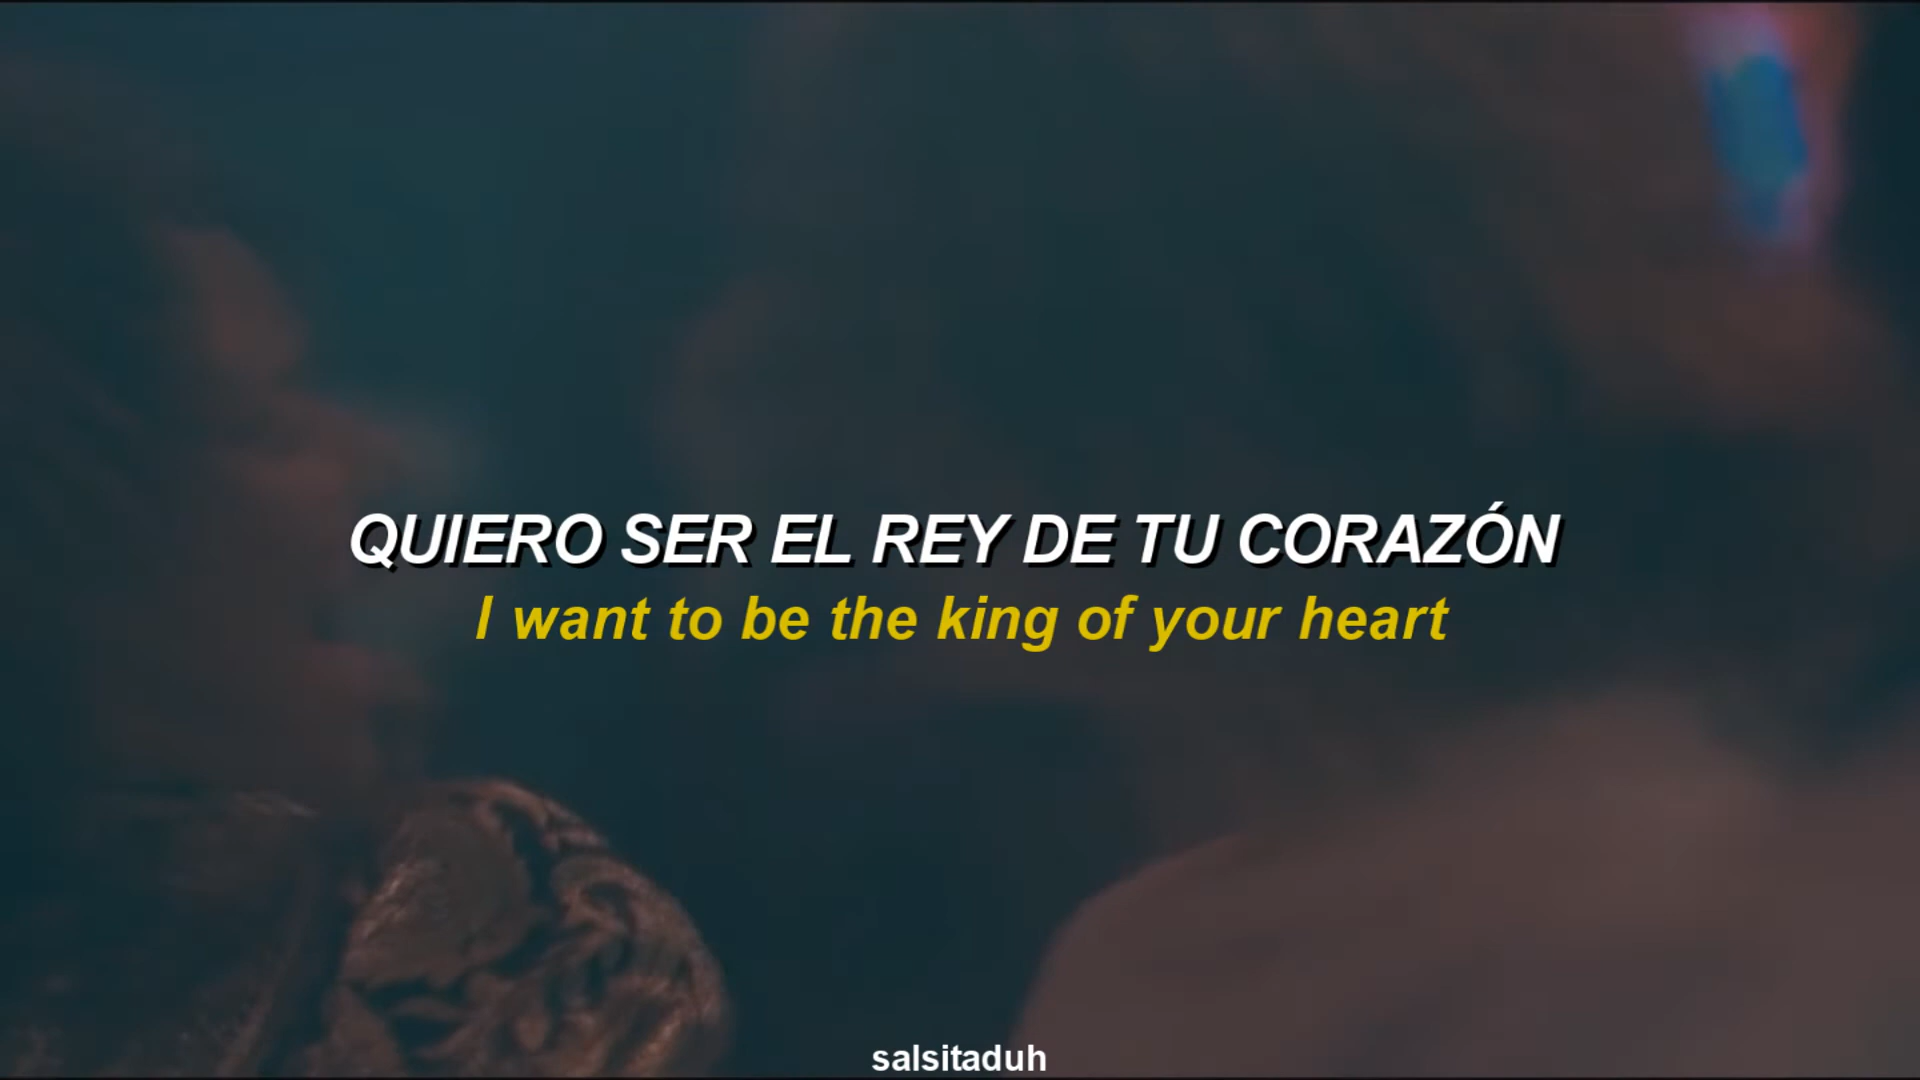 QUIERO SER EL REY DE TU CORAZÓN
I want to be the king of your heart
salsitaduh